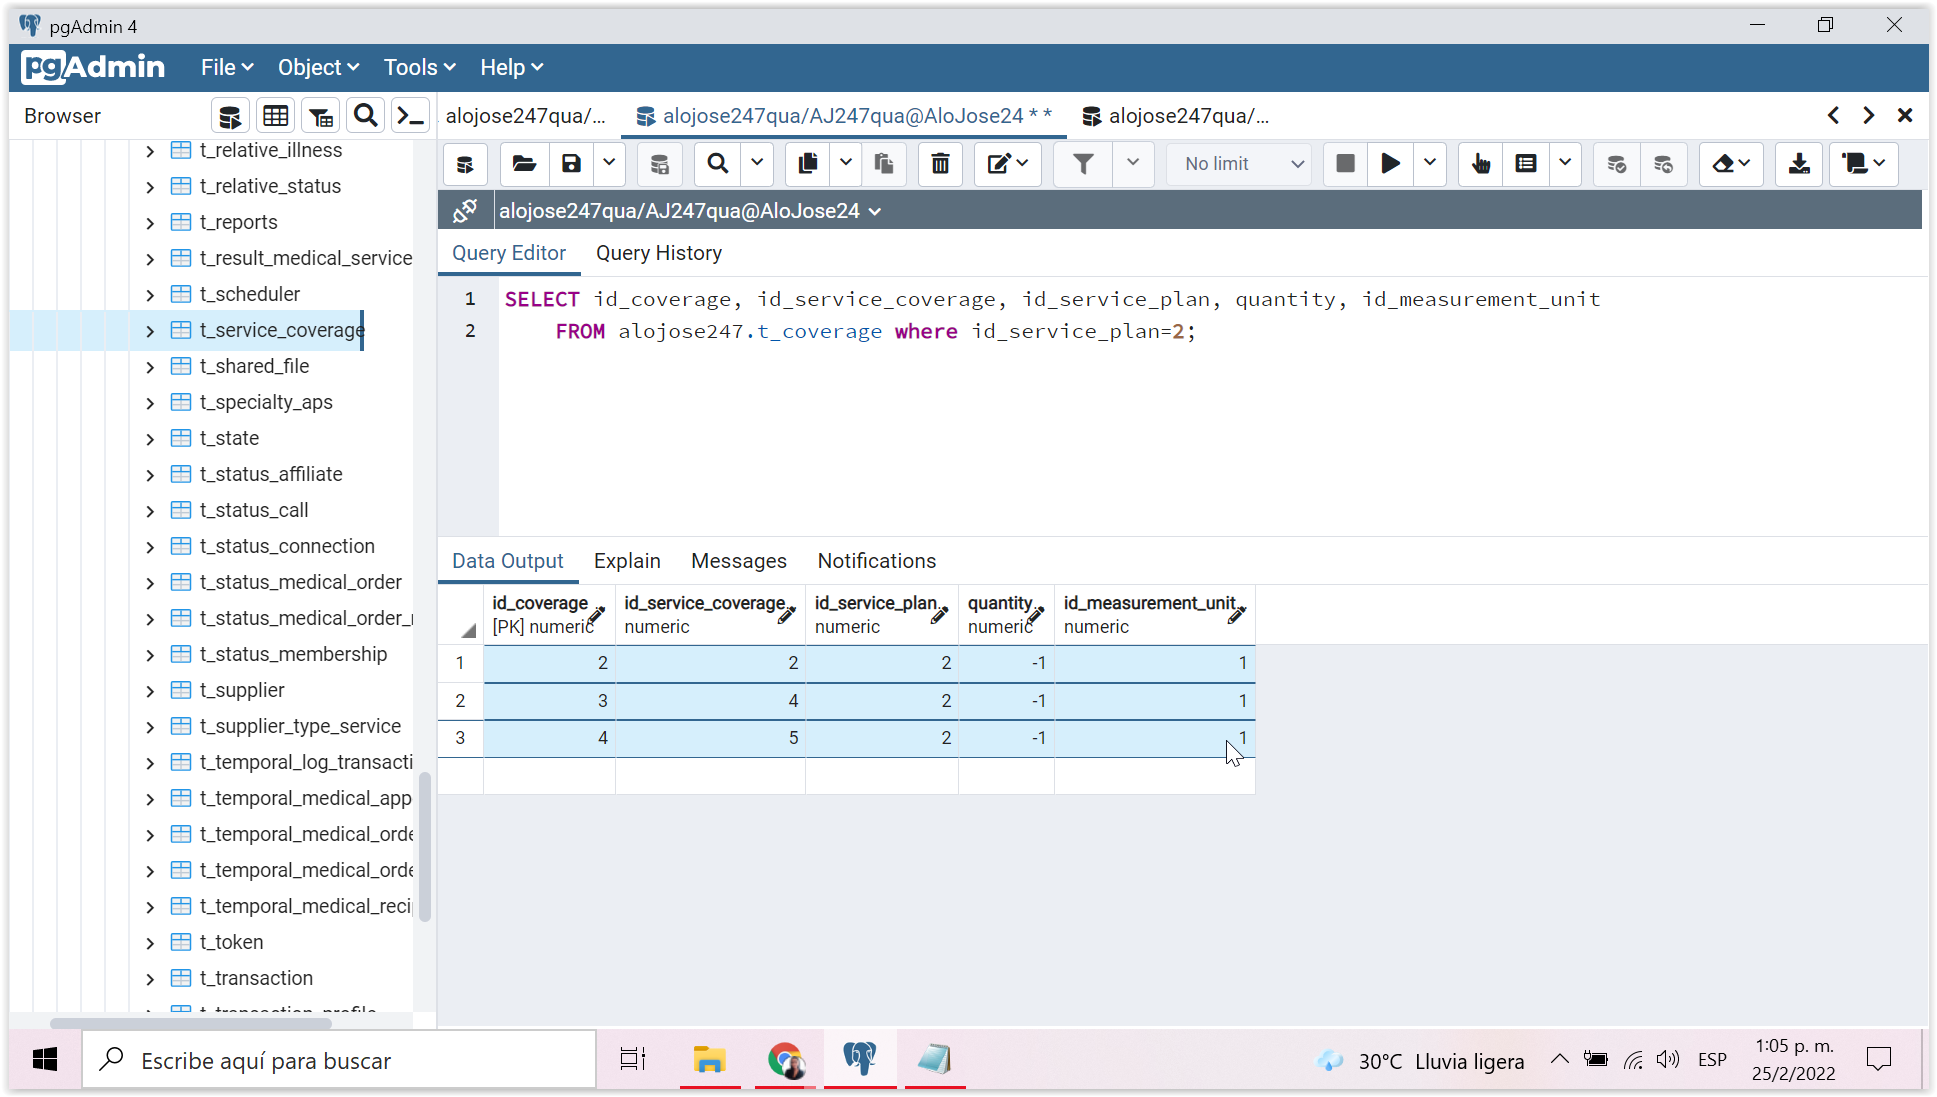 pgAdmin 4
pgAdmin File Object Tools Help
Browser
alojose247qua/... alojose247qua/AJ247qua@AloJose24 * * alojose247qua/...
No limit
alojose247qua/AJ247qua@AloJose24
Query Editor Query History
1 SELECT id_coverage, id_service_coverage, id_service_plan, quantity, id_measurement_unit
2 FROM alojose247.t_coverage where id_service_plan=2;
t_relative_illness
t_relative_status
t_reports
t_result_medical_service
t_scheduler
t_service_coverage
t_shared_file
t_specialty_aps
t_state
t_status_affiliate
t_status_call
t_status_connection
t_status_medical_order
t_status_medical_order_
t_status_membership
t_supplier
t_supplier_type_service
t_temporal_log_transacti
t_temporal_medical_app
t_temporal_medical_orde
t_temporal_medical_orde
t_temporal_medical_reci
t_token
t_transaction
Data Output Explain Messages Notifications
id_coverage id_service_coverage id_service_plan quantity id_measurement_unit
[PK] numeric numeric numeric numeric numeric
1 2 2 2 -1 1
2 3 4 2 -1 1
3 4 5 2 -1 1
Escribe aquí para buscar
30°C Lluvia ligera
ESP
1:05 p. m.
25/2/2022